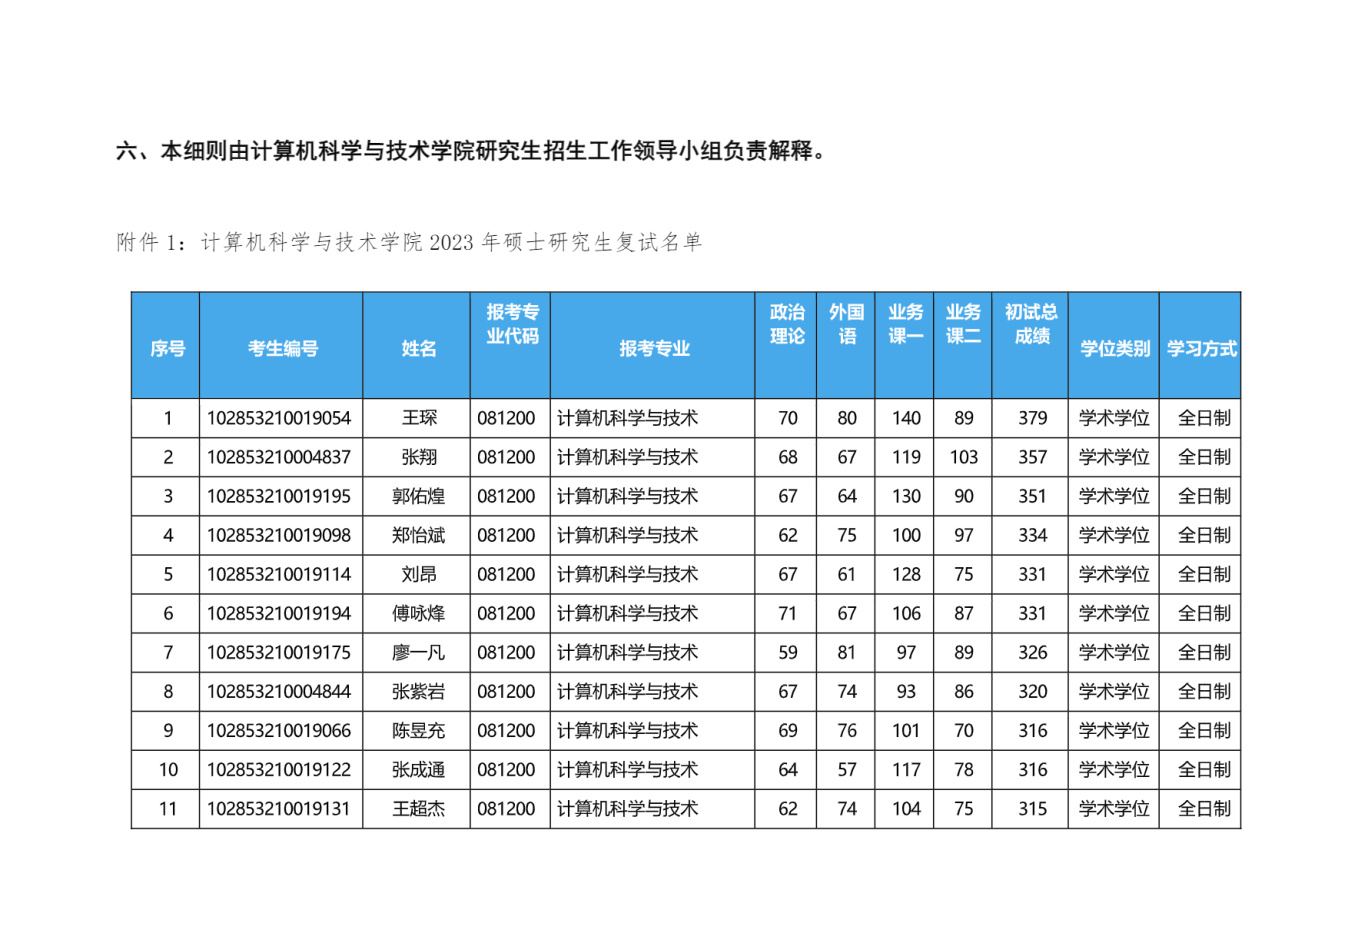 六、本细则由计算机科学与技术学院研究生招生工作领导小组负责解释。
附件 1：计算机科学与技术学院 2023 年硕士研究生复试名单
序号 考生编号 姓名 报考专业代码 报考专业 政治理论 外国语 业务课一 业务课二 初试总成绩 学位类别 学习方式
1 102853210019054 王琛 081200 计算机科学与技术 70 80 140 89 379 学术学位 全日制
2 102853210004837 张翔 081200 计算机科学与技术 68 67 119 103 357 学术学位 全日制
3 102853210019195 郭佑煌 081200 计算机科学与技术 67 64 130 90 351 学术学位 全日制
4 102853210019098 郑怡斌 081200 计算机科学与技术 62 75 100 97 334 学术学位 全日制
5 102853210019114 刘昂 081200 计算机科学与技术 67 61 128 75 331 学术学位 全日制
6 102853210019194 傅咏烽 081200 计算机科学与技术 71 67 106 87 331 学术学位 全日制
7 102853210019175 廖一凡 081200 计算机科学与技术 59 81 97 89 326 学术学位 全日制
8 102853210004844 张紫岩 081200 计算机科学与技术 67 74 93 86 320 学术学位 全日制
9 102853210019066 陈昱充 081200 计算机科学与技术 69 76 101 70 316 学术学位 全日制
10 102853210019122 张成通 081200 计算机科学与技术 64 57 117 78 316 学术学位 全日制
11 102853210019131 王超杰 081200 计算机科学与技术 62 74 104 75 315 学术学位 全日制